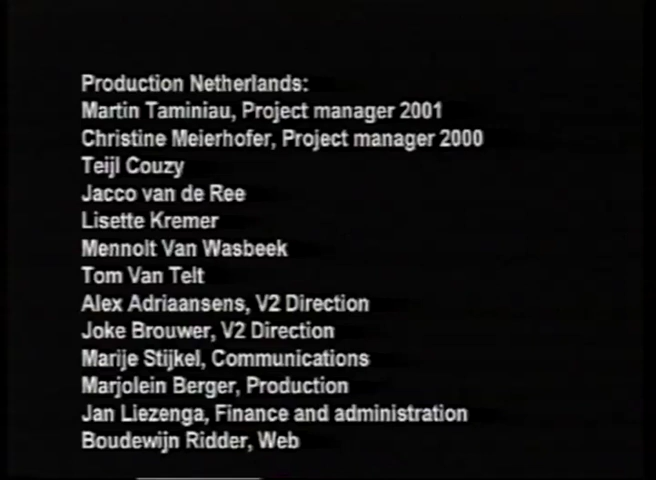 Production Netherlands:
Martin Taminiau, Project manager 2001
Christine Meierhofer, Project manager 2000
Teijl Couzy
Jacco van de Ree
Lisette Kremer
Mennolt Van Wasbeek
Tom Van Telt
Alex Adriaansens, V2 Direction
Joke Brouwer, V2 Direction
Marije Stijkel, Communications
Marjolein Berger, Production
Jan Liezenga, Finance and administration
Boudewijn Ridder, Web